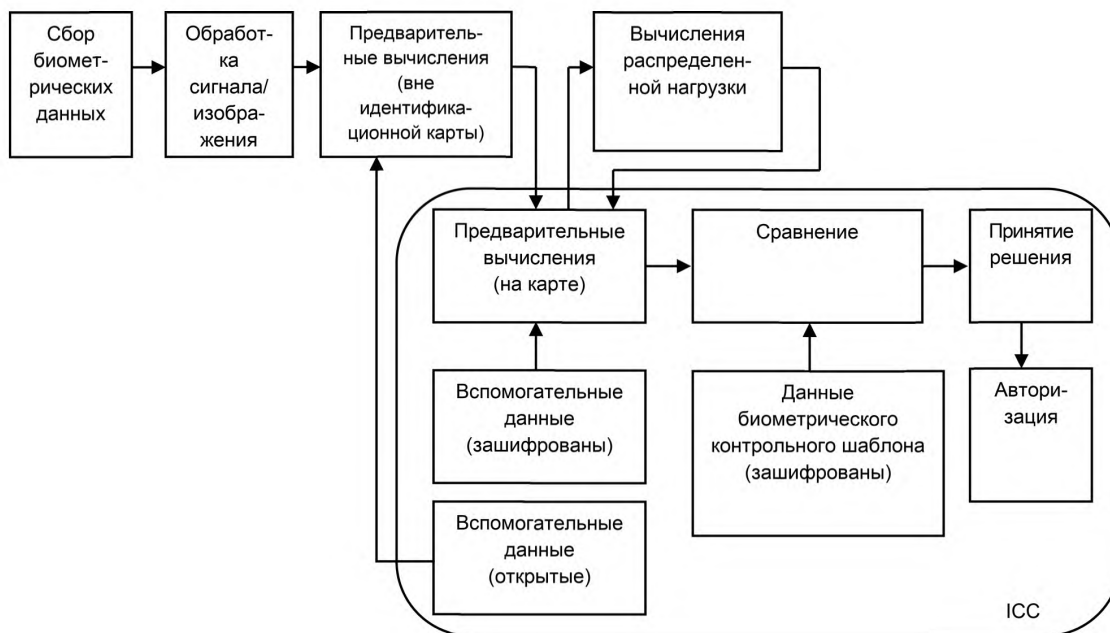 Сбор
биомет-
рических
данных
Обработ-
ка
сигнала/
изобра-
жения
Предваритель-
ные вычисления
(вне
идентифика-
ционной карты)
Вычисления
распределен-
ной нагрузки
Предварительные
вычисления
(на карте)
Сравнение
Принятие
решения
Вспомогательные
данные
(зашифрованы)
Данные
биометрического
контрольного шаблона
(зашифрованы)
Автори-
зация
Вспомогательные
данные
(открытые)
ICC